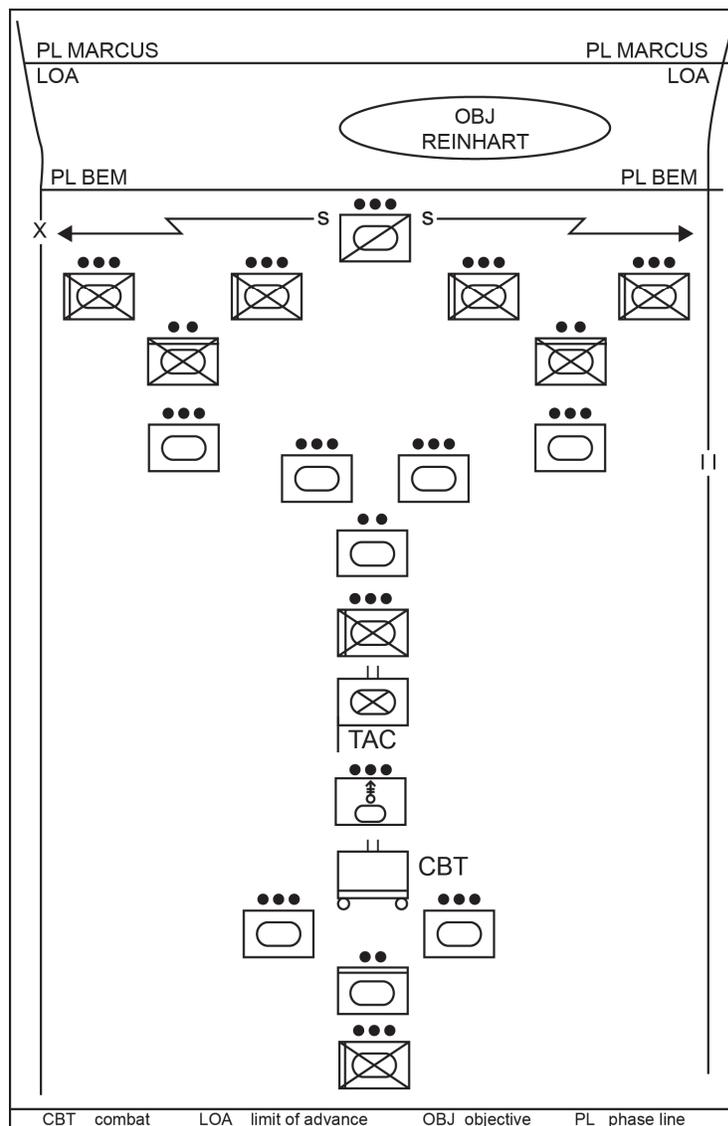 PL MARCUS PL MARCUS
LOA LOA
OBJ
REINHART
PL BEM PL BEM
S S
X
TAC
CBT
CBT combat LOA limit of advance OBJ objective PL phase line